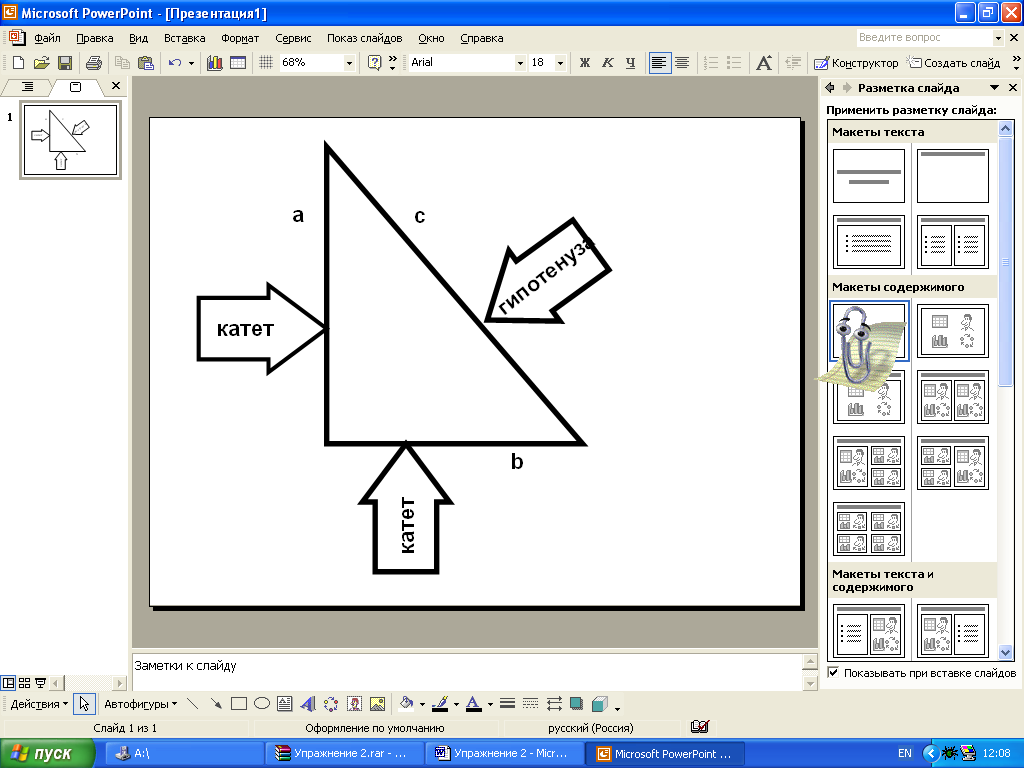 Microsoft PowerPoint - [Презентация1]
Файл Правка Вид Вставка Формат Сервис Показ слайдов Окно Справка
Введите вопрос
68%
Arial
18
Ж К Ч
Конструктор
Создать слайд
Разметка слайда
Применить разметку слайда:
Макеты текста
Макеты содержимого
Макеты текста и
содержимого
Показывать при вставке слайдов
1
a
c
гипотенуза
катет
b
катет
Заметки к слайду
Действия
Автофигуры
Слайд 1 из 1
Оформление по умолчанию
русский (Россия)
пуск
A:\
Упражнение 2.rar - ...
Упражнение 2 - Micr...
Microsoft PowerPoint ...
EN
12:08